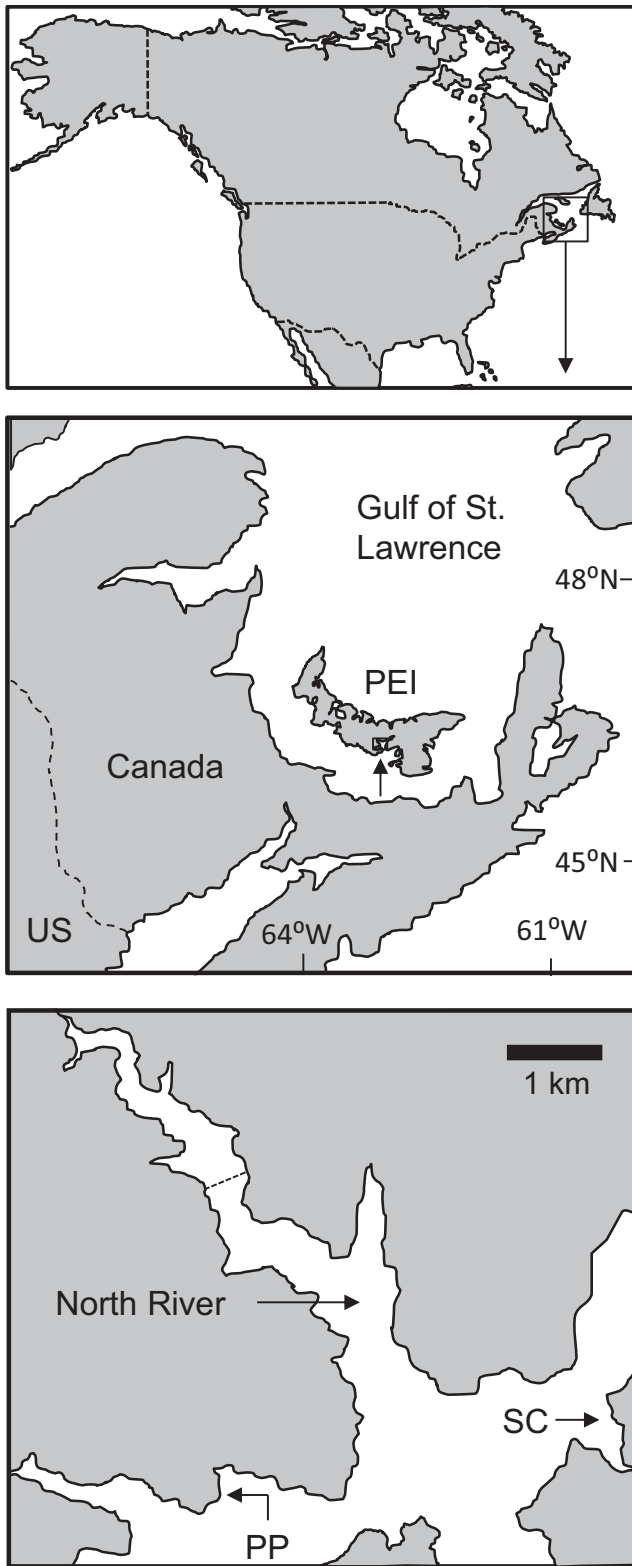 Gulf of St.
Lawrence
48°N
PEI
Canada
45°N
US
64°W
61°W
1 km
North River
SC
PP